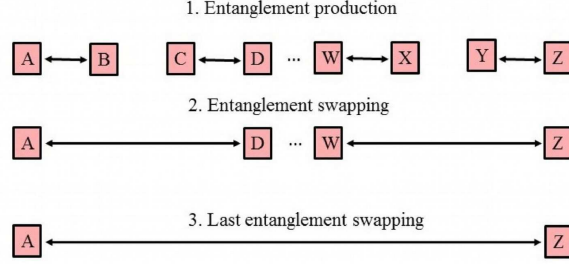 1. Entanglement production
A B C D ... W X Y Z
2. Entanglement swapping
A D ... W Z
3. Last entanglement swapping
A Z